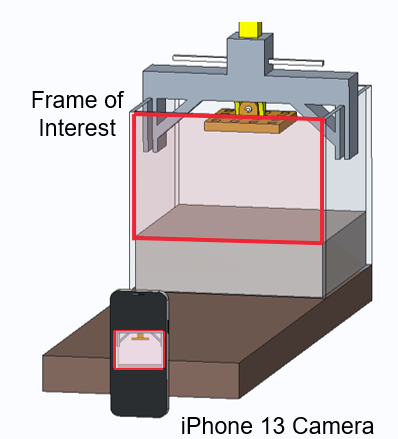 Frame of
Interest
iPhone 13 Camera